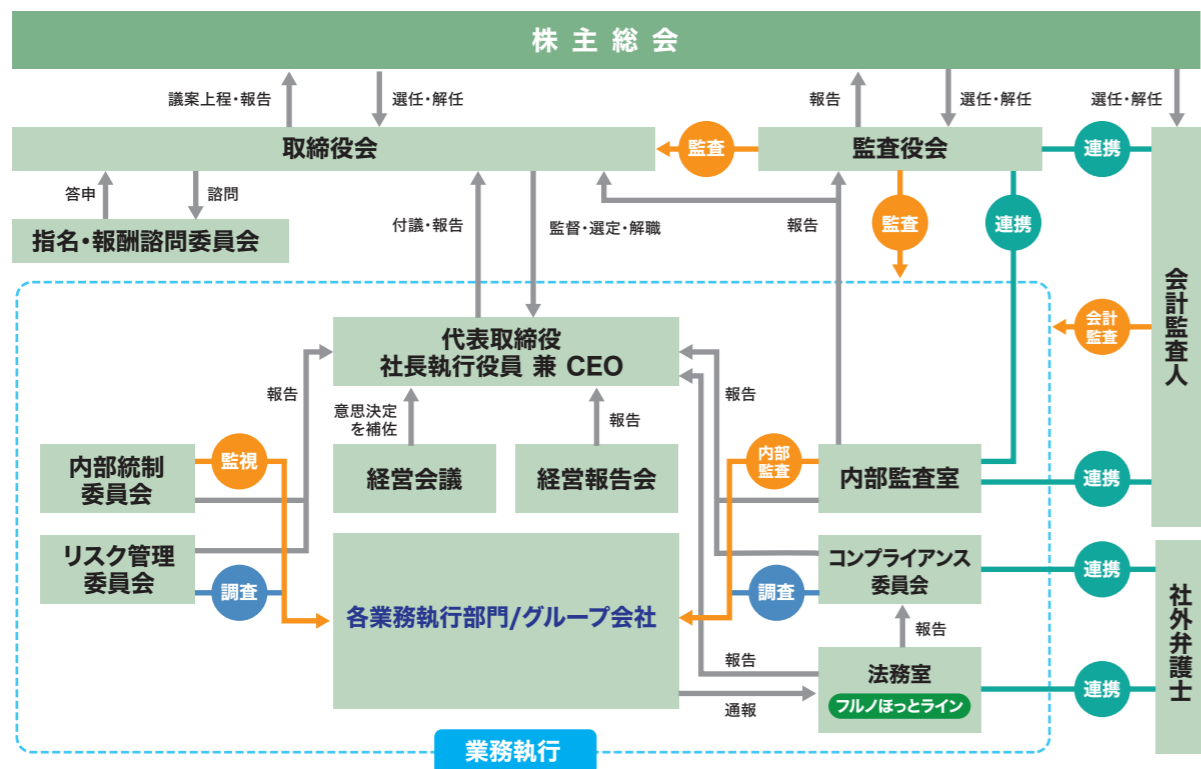 株主総会
議案上程・報告
選任・解任
報告
選任・解任
選任・解任
取締役会
監査
監査役会
連携
答申
諮問
付議・報告
監督・選定・解職
報告
監査
連携
指名・報酬諮問委員会
会計監査人
会計
監査
代表取締役
社長執行役員 兼 CEO
報告
意思決定
を補佐
報告
報告
内部統制
委員会
監視
経営会議
経営報告会
内部
監査
内部監査室
連携
リスク管理
委員会
調査
各業務執行部門/グループ会社
調査
コンプライアンス
委員会
連携
社外弁護士
報告
報告
法務室
フルノほっとライン
連携
通報
業務執行